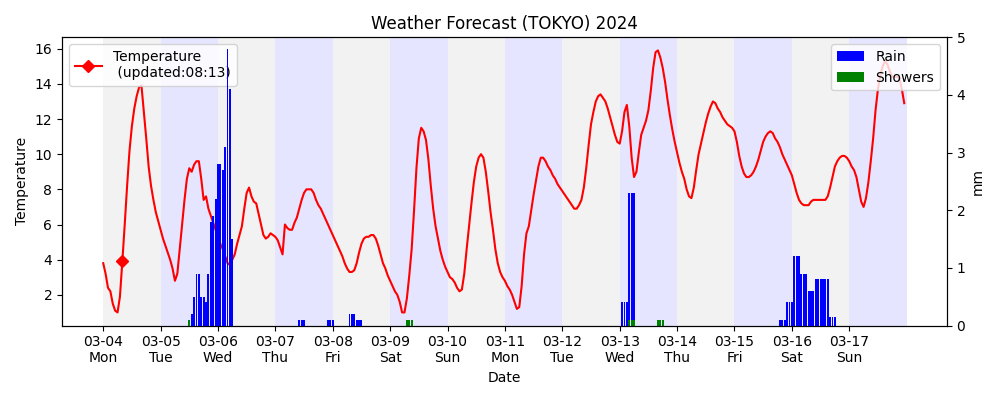 Weather Forecast (TOKYO) 2024
Temperature
(updated:08:13)
Rain
Showers
Temperature
16
14
12
10
8
6
4
2
5
4
3
2
1
0
mm
03-04 03-05 03-06 03-07 03-08 03-09 03-10 03-11 03-12 03-13 03-14 03-15 03-16 03-17
Mon Tue Wed Thu Fri Sat Sun Mon Tue Wed Thu Fri Sat Sun
Date